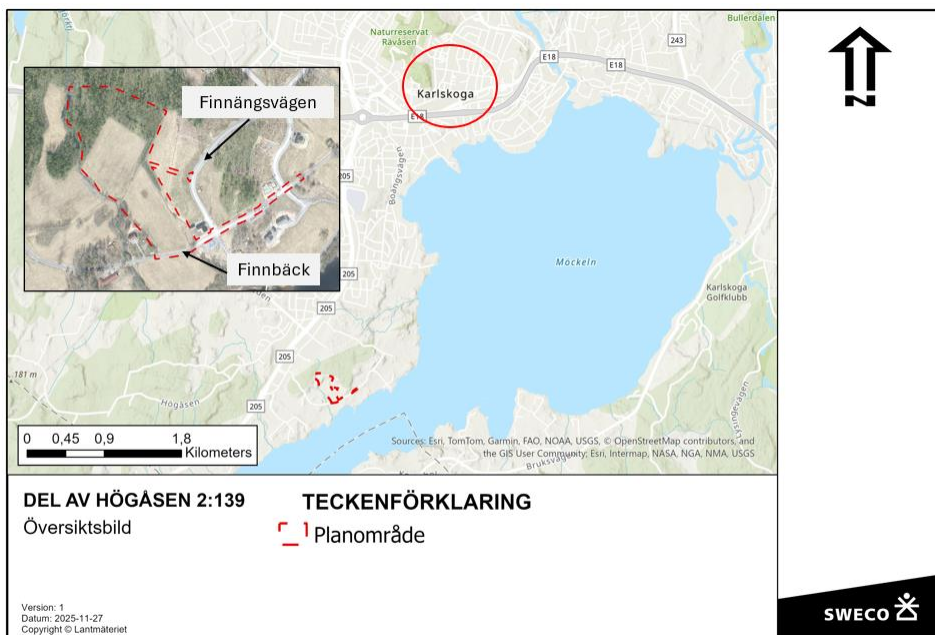 Naturreservat
Rävåsen
Bullerdalen
243
E18
E18
Karlskoga
E18
Finnängsvägen
205
Boängsvägen
Finnbäck
Möckeln
205
Karlskoga
Golfklubb
205
205
181 m
Högåsen
205
Lysingevägen
0 0,45 0,9 1,8
Kilometers
Sources: Esri, TomTom, Garmin, FAO, NOAA, USGS, © OpenStreetMap contributors, and
the GIS User Community, Esri, Intermap, NASA, NGA, NMA, USGS
N
DEL AV HÖGÅSEN 2:139
Översiktsbild
TECKENFÖRKLARING
Planområde
Version: 1
Datum: 2025-11-27
Copyright © Lantmäteriet
SWECO